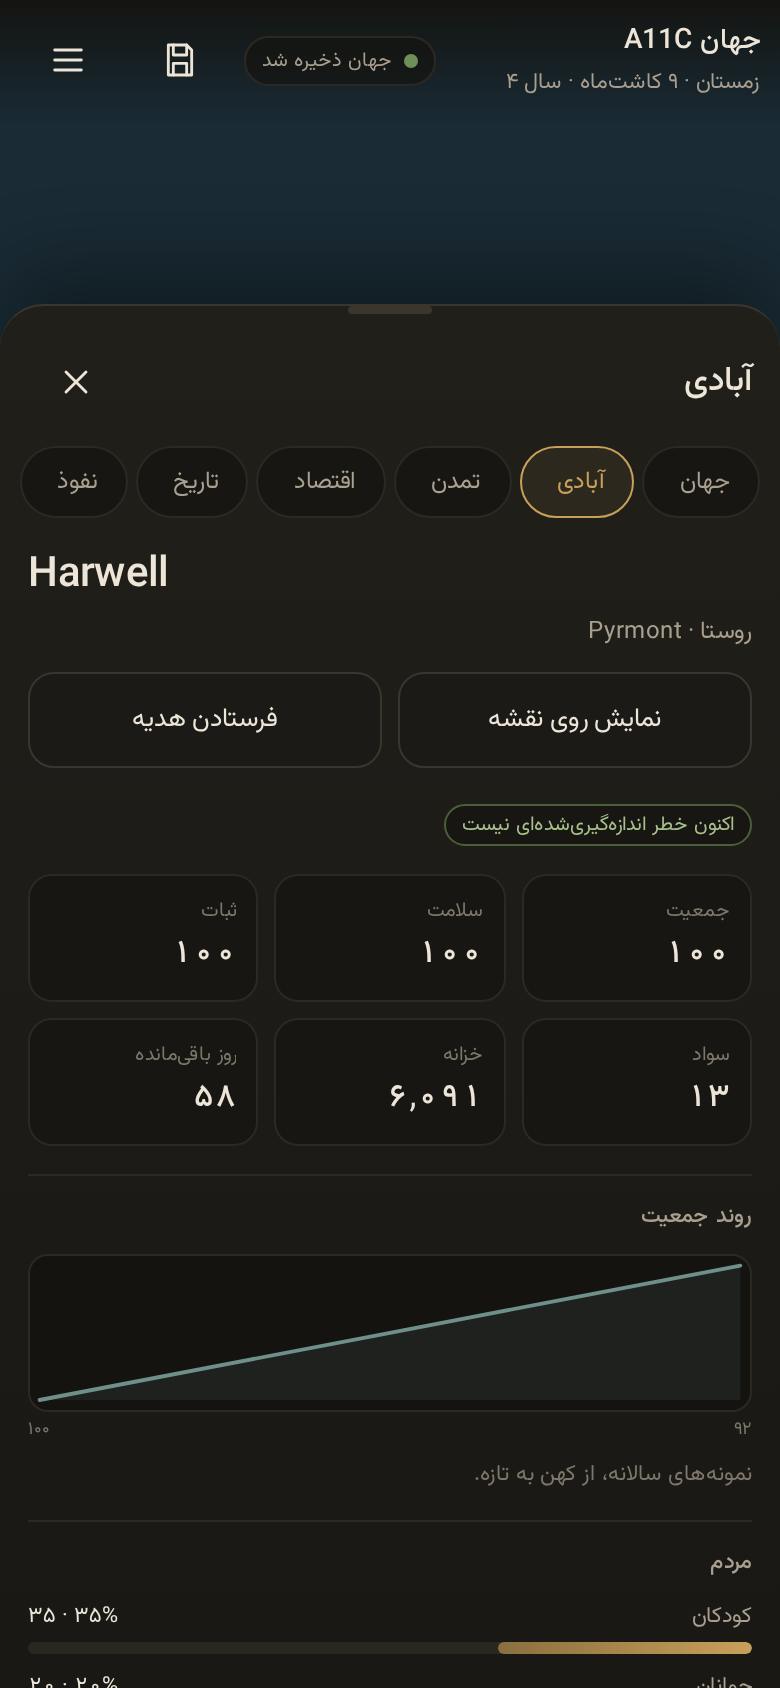 جهان A11C
زمستان · ۹ کاشت‌ماه · سال ۴
جهان ذخیره شد
آبادی
جهان
آبادی
تمدن
اقتصاد
تاریخ
نفوذ
Harwell
روستا · Pyrmont
نمایش روی نقشه
فرستادن هدیه
اکنون خطر اندازه‌گیری‌شده‌ای نیست
جمعیت
۱۰۰
سلامت
۱۰۰
ثبات
۱۰۰
سواد
۱۳
خزانه
۶,۰۹۱
روز باقی‌مانده
۵۸
روند جمعیت
۹۲
۱۰۰
نمونه‌های سالانه، از کهن به تازه.
مردم
کودکان
۳۵ · ۳۵%
جوانان
۲۰ · ۲۰%